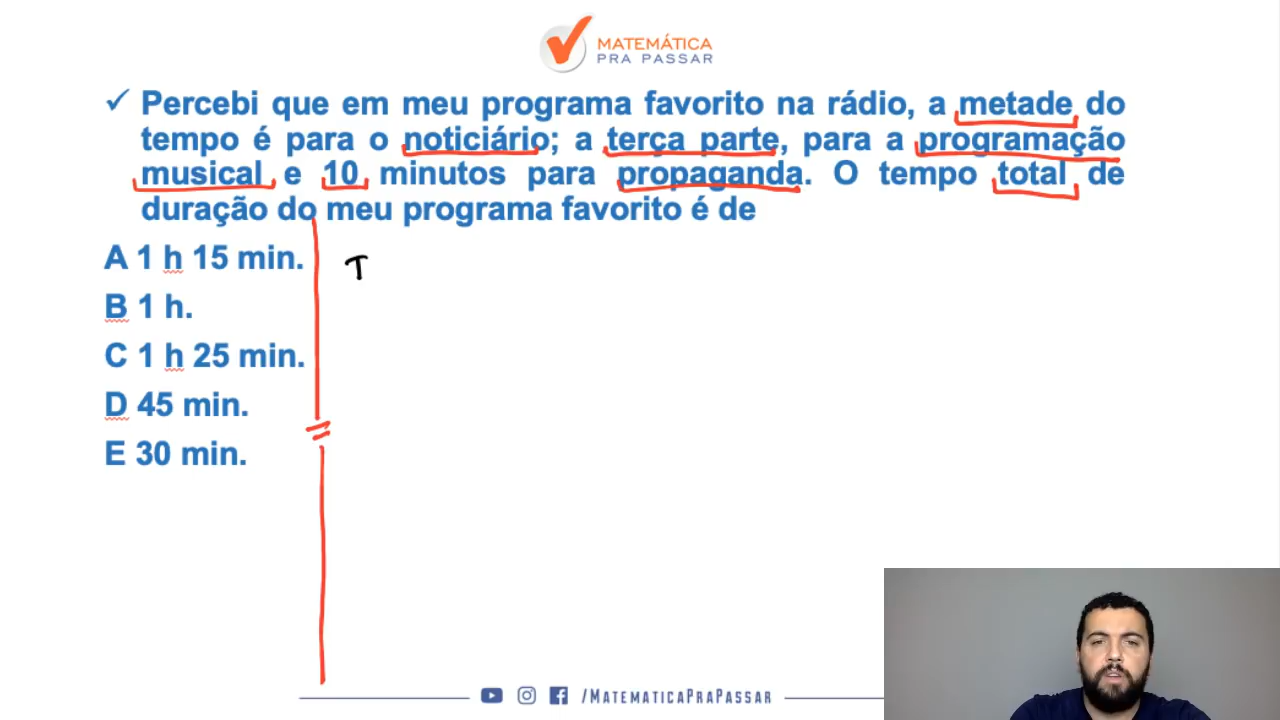 MATEMÁTICA
PRA PASSAR
Percebi que em meu programa favorito na rádio, a metade do
tempo é para o noticiário; a terça parte, para a programação
musical e 10 minutos para propaganda. O tempo total de
duração do meu programa favorito é de
A 1 h 15 min.
T
B 1 h.
C 1 h 25 min.
D 45 min.
E 30 min.
/MATEMATICAPRAPASSAR